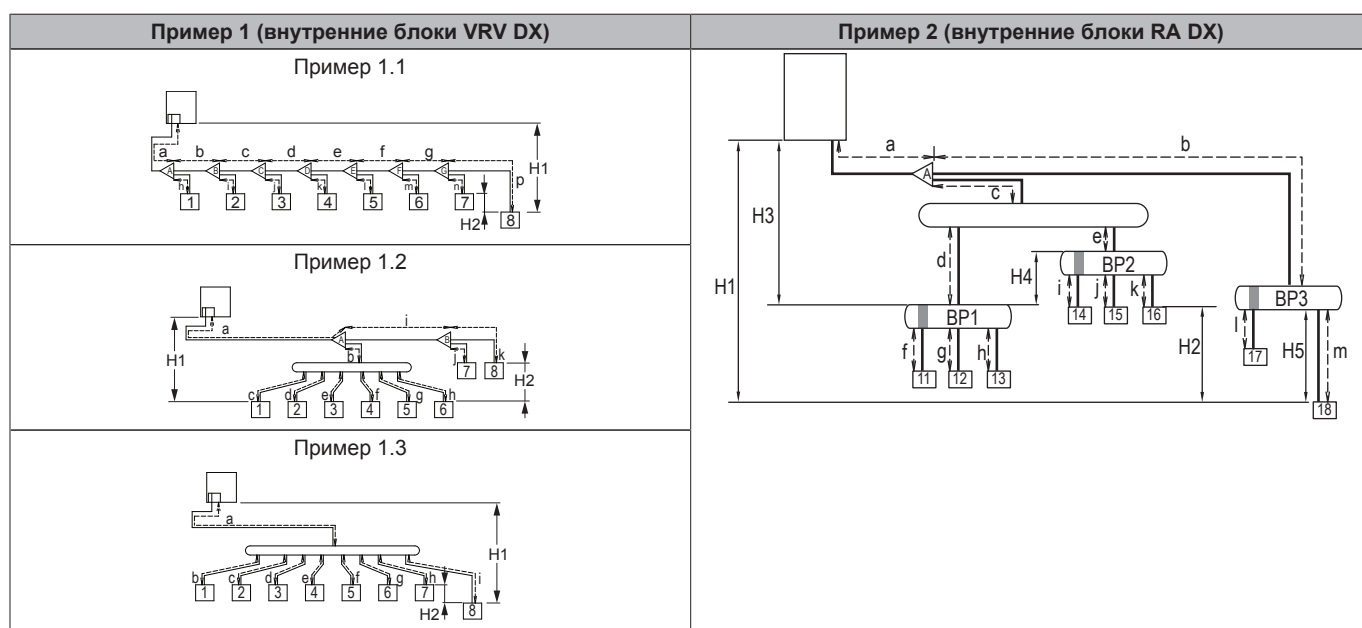 Пример 1 (внутренние блоки VRV DX)
Пример 1.1
a b c d e f g
A B C D E F G
h i j k l m n p
1 2 3 4 5 6 7
8
H1
H2
Пример 1.2
a
i
A B
b j k
7 8
c d e f g h
1 2 3 4 5 6
H1
H2
Пример 1.3
a
b c d e f g h i
1 2 3 4 5 6 7
8
H1
H2
Пример 2 (внутренние блоки RA DX)
a b
A
c
H3
d e
H1
H4
BP2
i j k
BP1
BP3
14 15 16
f g h
H2
l
H5
m
11 12 13
17
18